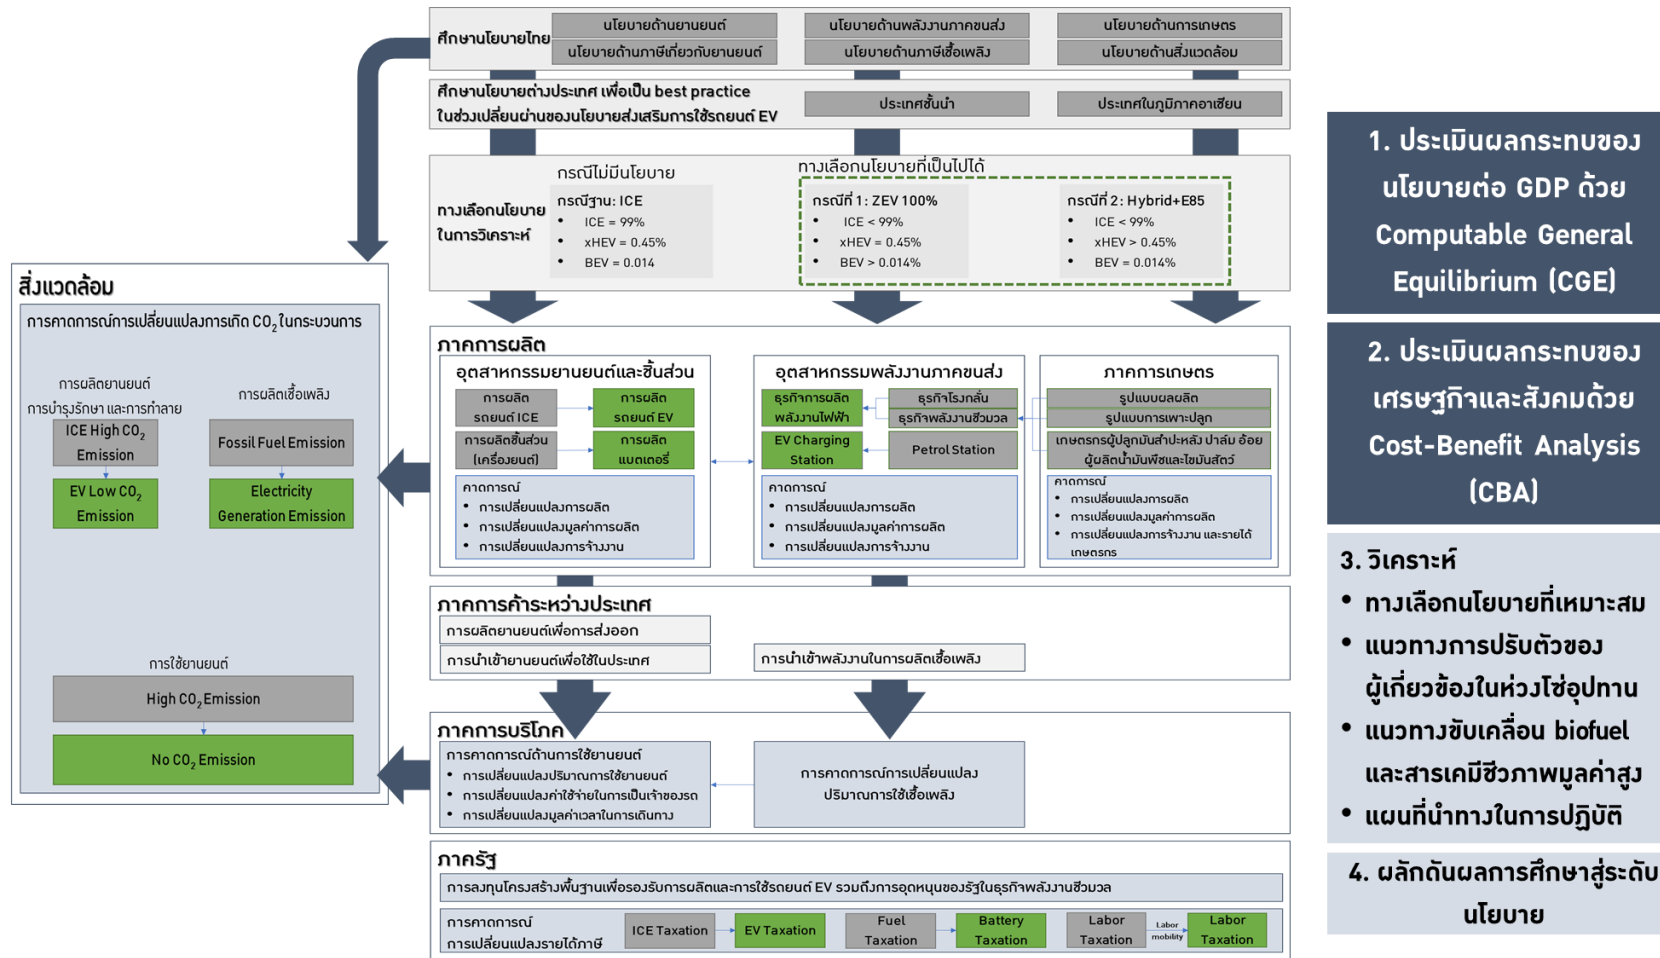 ศึกษานโยบายไทย
นโยบายด้านยานยนต์
นโยบายด้านพลังงานภาคขนส่ง
นโยบายด้านการเกษตร
นโยบายด้านภาษีเกี่ยวกับยานยนต์
นโยบายด้านภาษีเชื้อเพลิง
นโยบายด้านสิ่งแวดล้อม
ศึกษานโยบายต่างประเทศ เพื่อเป็น best practice
ในช่วงเปลี่ยนผ่านของนโยบายส่งเสริมการใช้รถยนต์ EV
ประเทศชั้นนำ
ประเทศในภูมิภาคอาเซียน
ทางเลือกนโยบาย
ในการวิเคราะห์
กรณีไม่มีนโยบาย
กรณีฐาน: ICE
• ICE = 99%
• xHEV = 0.45%
• BEV = 0.014
ทางเลือกนโยบายที่เป็นไปได้
กรณีที่ 1: ZEV 100%
• ICE < 99%
• xHEV = 0.45%
• BEV > 0.014%
กรณีที่ 2: Hybrid+E85
• ICE < 99%
• xHEV > 0.45%
• BEV = 0.014%
สิ่งแวดล้อม
การคาดการณ์การเปลี่ยนแปลงการเกิด CO2 ในกระบวนการ
การผลิตยานยนต์
การบำรุงรักษา และการทำลาย
ICE High CO2
Emission
EV Low CO2
Emission
การผลิตเชื้อเพลิง
Fossil Fuel Emission
Electricity
Generation Emission
การใช้ยานยนต์
High CO2 Emission
No CO2 Emission
ภาคการผลิต
อุตสาหกรรมยานยนต์และชิ้นส่วน
การผลิต
รถยนต์ ICE
การผลิต
รถยนต์ EV
การผลิตชิ้นส่วน
(เครื่องยนต์)
การผลิต
แบตเตอรี่
คาดการณ์
• การเปลี่ยนแปลงการผลิต
• การเปลี่ยนแปลงมูลค่าการผลิต
• การเปลี่ยนแปลงการจ้างงาน
อุตสาหกรรมพลังงานภาคขนส่ง
ธุรกิจการผลิต
พลังงานไฟฟ้า
ธุรกิจโรงกลั่น
ธุรกิจพลังงานชีวมวล
EV Charging
Station
Petrol Station
คาดการณ์
• การเปลี่ยนแปลงการผลิต
• การเปลี่ยนแปลงมูลค่าการผลิต
• การเปลี่ยนแปลงการจ้างงาน
ภาคการเกษตร
รูปแบบผลผลิต
รูปแบบการเพาะปลูก
เกษตรกรผู้ปลูกมันสำปะหลัง ปาล์ม อ้อย
ผู้ผลิตน้ำมันพืชและไขมันสัตว์
คาดการณ์
• การเปลี่ยนแปลงการผลิต
• การเปลี่ยนแปลงมูลค่าการผลิต
• การเปลี่ยนแปลงการจ้างงาน และรายได้
เกษตรกร
ภาคการค้าระหว่างประเทศ
การผลิตยานยนต์เพื่อการส่งออก
การนำเข้ายานยนต์เพื่อใช้ในประเทศ
การนำเข้าพลังงานในการผลิตเชื้อเพลิง
ภาคการบริโภค
การคาดการณ์ด้านการใช้ยานยนต์
• การเปลี่ยนแปลงปริมาณการใช้ยานยนต์
• การเปลี่ยนแปลงค่าใช้จ่ายในการเป็นเจ้าของรถ
• การเปลี่ยนแปลงมูลค่าเวลาในการเดินทาง
การคาดการณ์การเปลี่ยนแปลง
ปริมาณการใช้เชื้อเพลิง
ภาครัฐ
การลงทุนโครงสร้างพื้นฐานเพื่อรองรับการผลิตและการใช้รถยนต์ EV รวมถึงการอุดหนุนของรัฐในธุรกิจพลังงานชีวมวล
การคาดการณ์
การเปลี่ยนแปลงรายได้ภาษี
ICE Taxation
EV Taxation
Fuel
Taxation
Battery
Taxation
Labor
Taxation
Labor
mobility
Labor
Taxation
1. ประเมินผลกระทบของ
นโยบายต่อ GDP ด้วย
Computable General
Equilibrium (CGE)
2. ประเมินผลกระทบของ
เศรษฐกิจและสังคมด้วย
Cost-Benefit Analysis
(CBA)
3. วิเคราะห์
• ทางเลือกนโยบายที่เหมาะสม
• แนวทางการปรับตัวของ
ผู้เกี่ยวข้องในห่วงโซ่อุปทาน
• แนวทางขับเคลื่อน biofuel
และสารเคมีชีวภาพมูลค่าสูง
• แผนที่นำทางในการปฏิบัติ
4. ผลักดันผลการศึกษาสู่ระดับ
นโยบาย